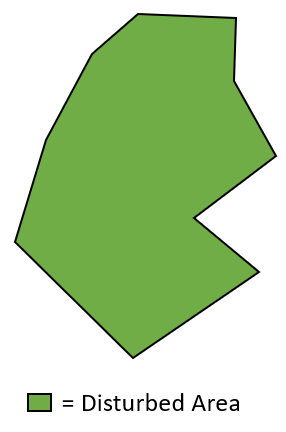 = Disturbed Area